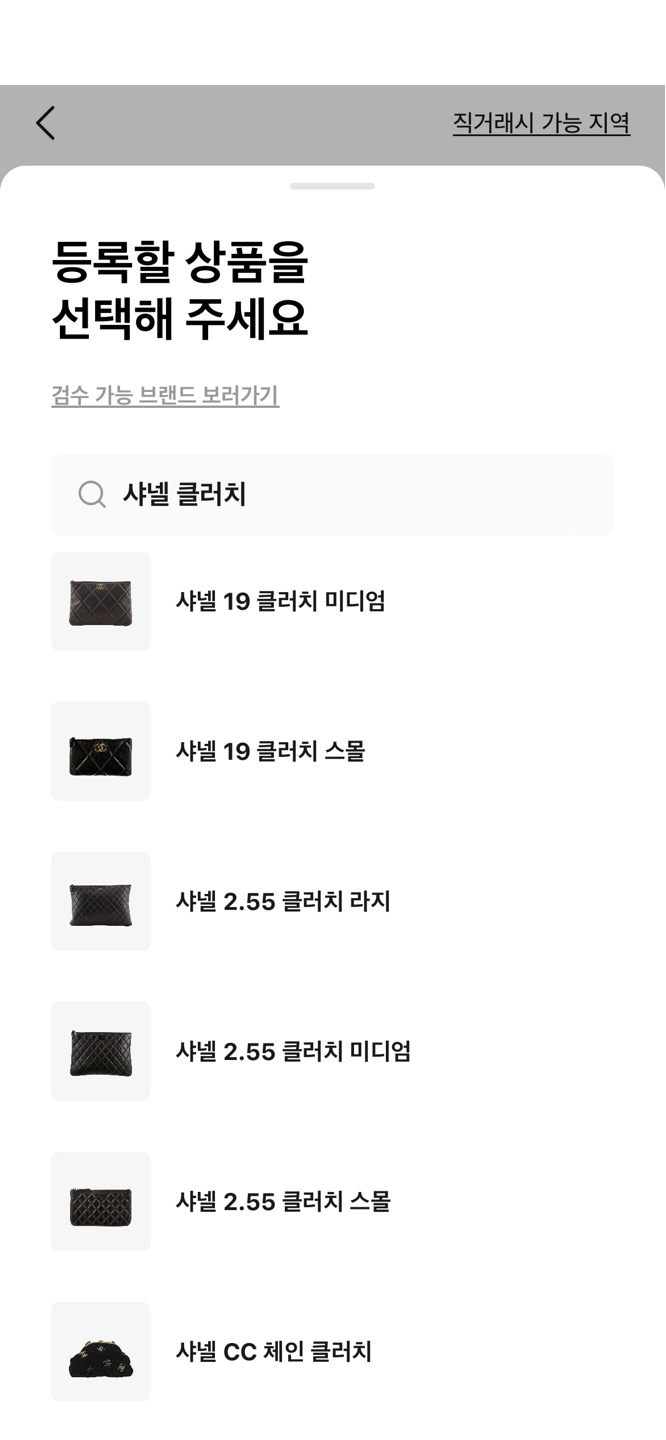 직거래시 가능 지역
등록할 상품을
선택해 주세요
검수 가능 브랜드 보러가기
샤넬 클러치
샤넬 19 클러치 미디엄
샤넬 19 클러치 스몰
샤넬 2.55 클러치 라지
샤넬 2.55 클러치 미디엄
샤넬 2.55 클러치 스몰
샤넬 CC 체인 클러치